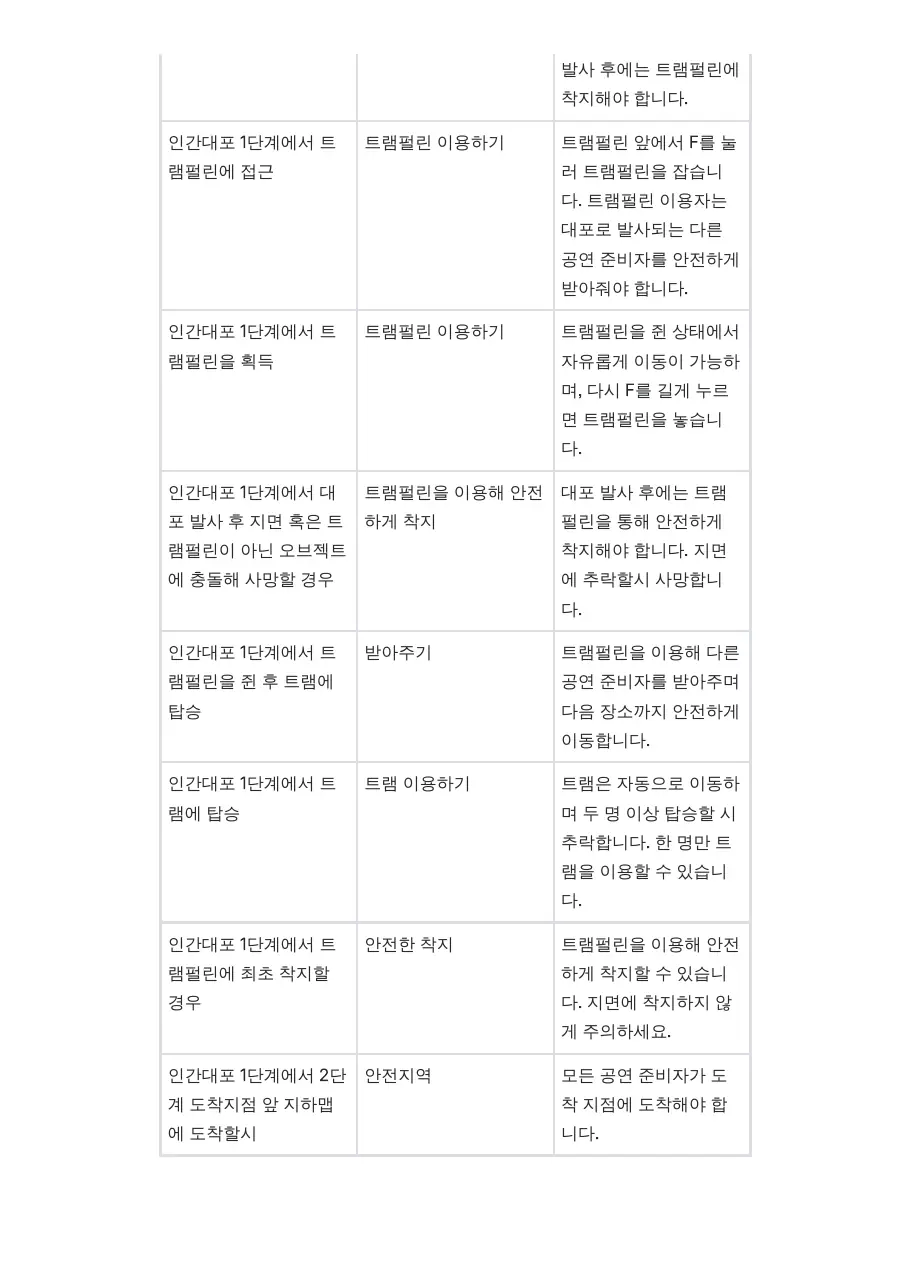 발사 후에는 트램펄린에
착지해야 합니다.
인간대포 1단계에서 트
램펄린에 접근
트램펄린 이용하기
트램펄린 앞에서 F를 눌
러 트램펄린을 잡습니
다. 트램펄린 이용자는
대포로 발사되는 다른
공연 준비자를 안전하게
받아줘야 합니다.
인간대포 1단계에서 트
램펄린을 획득
트램펄린 이용하기
트램펄린을 쥔 상태에서
자유롭게 이동이 가능하
며, 다시 F를 길게 누르
면 트램펄린을 놓습니
다.
인간대포 1단계에서 대
포 발사 후 지면 혹은 트
램펄린이 아닌 오브젝트
에 충돌해 사망할 경우
트램펄린을 이용해 안전
하게 착지
대포 발사 후에는 트램
펄린을 통해 안전하게
착지해야 합니다. 지면
에 추락할시 사망합니
다.
인간대포 1단계에서 트
램펄린을 쥔 후 트램에
탑승
받아주기
트램펄린을 이용해 다른
공연 준비자를 받아주며
다음 장소까지 안전하게
이동합니다.
인간대포 1단계에서 트
램에 탑승
트램 이용하기
트램은 자동으로 이동하
며 두 명 이상 탑승할 시
추락합니다. 한 명만 트
램을 이용할 수 있습니
다.
인간대포 1단계에서 트
램펄린에 최초 착지할
경우
안전한 착지
트램펄린을 이용해 안전
하게 착지할 수 있습니
다. 지면에 착지하지 않
게 주의하세요.
인간대포 1단계에서 2단
계 도착지점 앞 지하맵
에 도착할시
안전지역
모든 공연 준비자가 도
착 지점에 도착해야 합
니다.